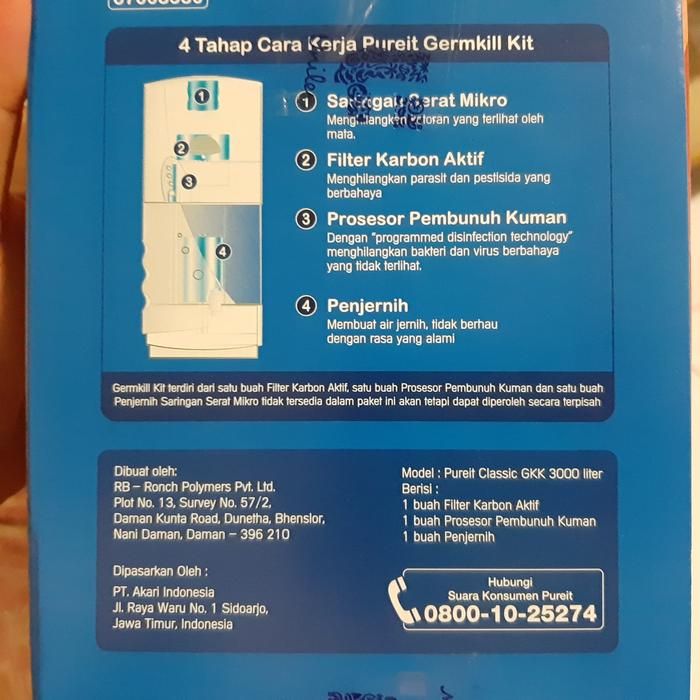 4 Tahap Cara Kerja Pureit Germkill Kit
1
2
3
4
1 Saringan Serat Mikro
Menghilangkan kotoran yang terlihat oleh
mata.
2 Filter Karbon Aktif
Menghilangkan parasit dan pestisida yang
berbahaya
3 Prosesor Pembunuh Kuman
Dengan "programmed disinfection technology"
menghilangkan bakteri dan virus berbahaya
yang tidak terlihat.
4 Penjernih
Membuat air jernih, tidak berhau
dengan rasa yang alami
Germkill Kit terdiri dari satu buah Filter Karbon Aktif, satu buah Prosesor Pembunuh Kuman dan satu buah
Penjernih Saringan Serat Mikro tidak tersedia dalam paket ini akan tetapi dapat diperoleh secara terpisah
Dibuat oleh:
RB – Ronch Polymers Pvt. Ltd.
Plot No. 13, Survey No. 57/2,
Daman Kunta Road, Dunetha, Bhenslor,
Nani Daman, Daman – 396 210
Dipasarkan Oleh :
PT. Akari Indonesia
Jl. Raya Waru No. 1 Sidoarjo,
Jawa Timur, Indonesia
Model : Pureit Classic GKK 3000 liter
Berisi :
1 buah Filter Karbon Aktif
1 buah Prosesor Pembunuh Kuman
1 buah Penjernih
Hubungi
Suara Konsumen Pureit
0800-10-25274